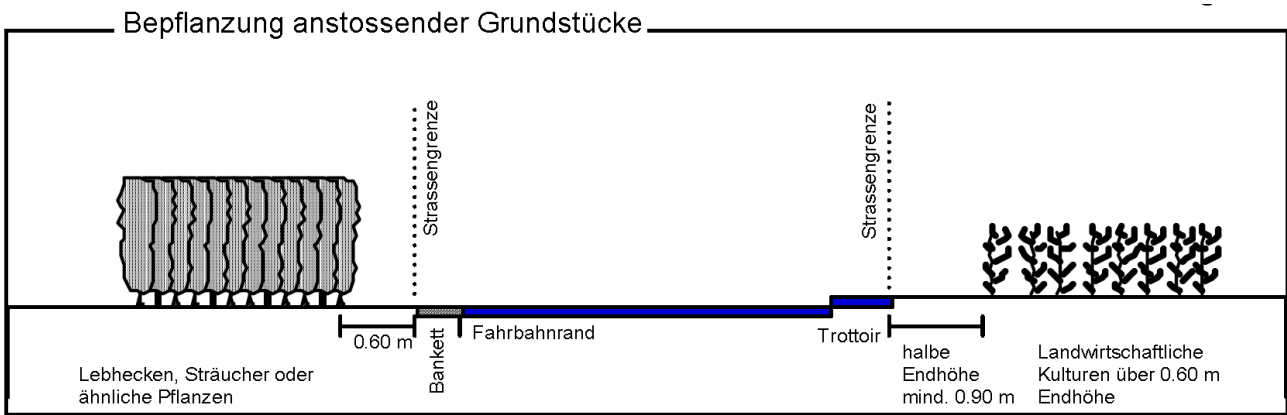 Bepflanzung anstossender Grundstücke
Strassengrenze
Strassengrenze
0.60 m
Bankett
Fahrbahnrand
Trottoir
Lebhecken, Sträucher oder
ähnliche Pflanzen
halbe
Endhöhe
mind. 0.90 m
Landwirtschaftliche
Kulturen über 0.60 m
Endhöhe